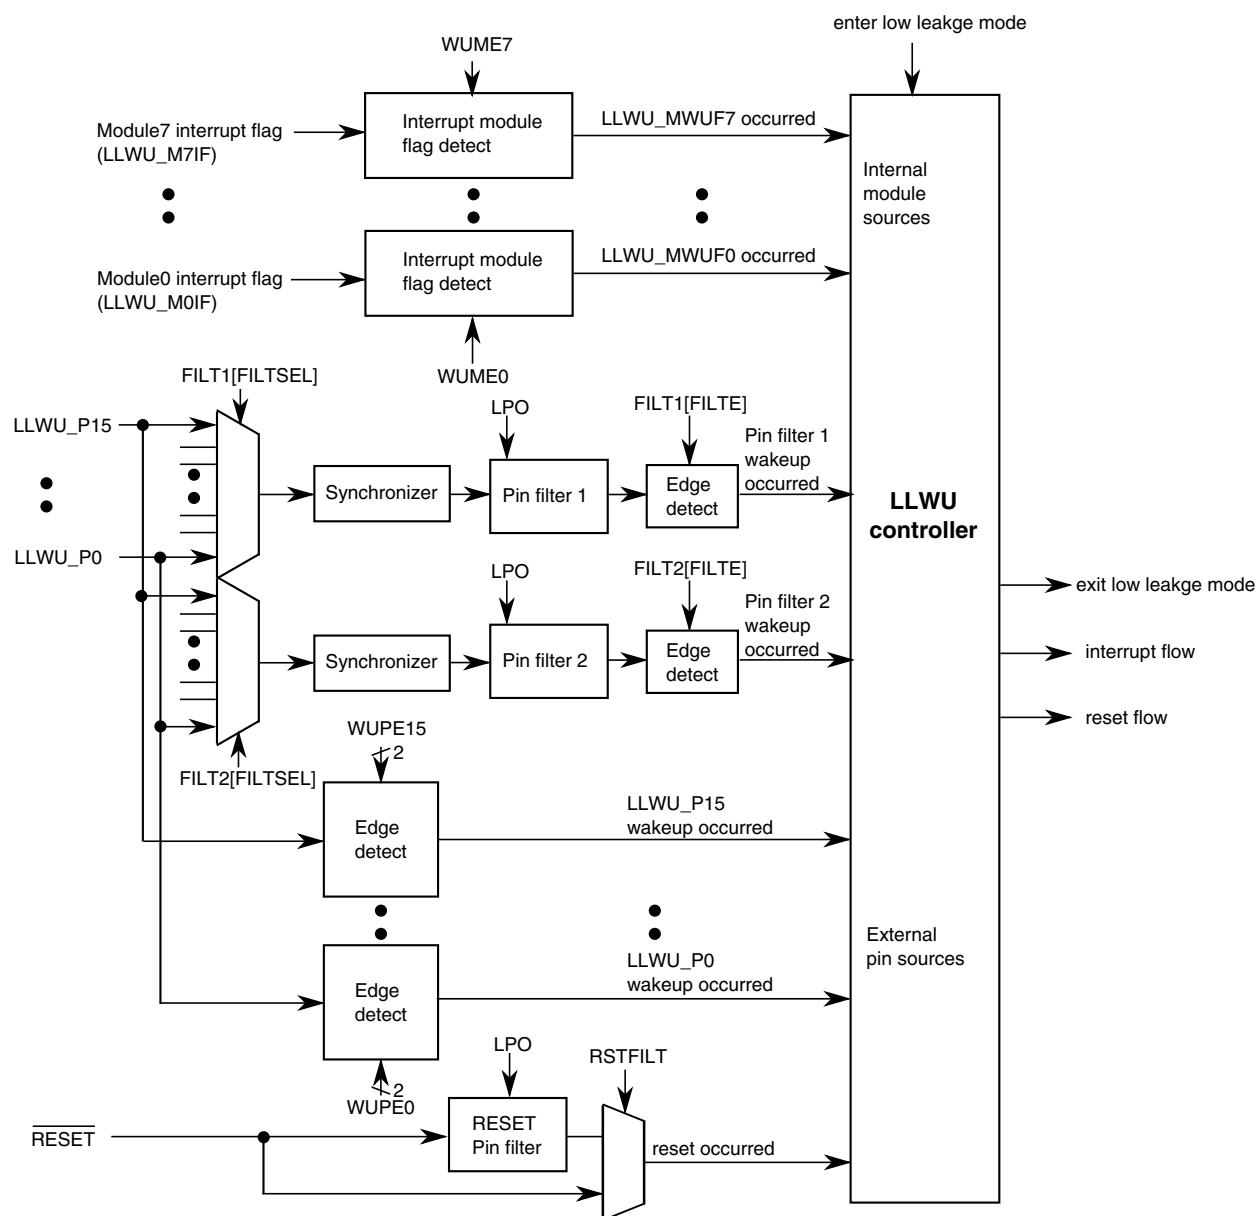 enter low leakge mode
WUME7
Module7 interrupt flag
(LLWU_M7IF)
Interrupt module
flag detect
LLWU_MWUF7 occurred
Internal
module
sources
Module0 interrupt flag
(LLWU_M0IF)
Interrupt module
flag detect
LLWU_MWUF0 occurred
WUME0
FILT1[FILTSEL]
LLWU_P15
LLWU_P0
Synchronizer
LPO
Pin filter 1
FILT1[FILTE]
Edge
detect
Pin filter 1
wakeup
occurred
LLWU
controller
Synchronizer
LPO
Pin filter 2
FILT2[FILTE]
Edge
detect
Pin filter 2
wakeup
occurred
exit low leakge mode
interrupt flow
reset flow
FILT2[FILTSEL]
WUPE15
2
Edge
detect
LLWU_P15
wakeup occurred
External
pin sources
Edge
detect
LLWU_P0
wakeup occurred
2
WUPE0
RESET
LPO
RESET
Pin filter
RSTFILT
reset occurred